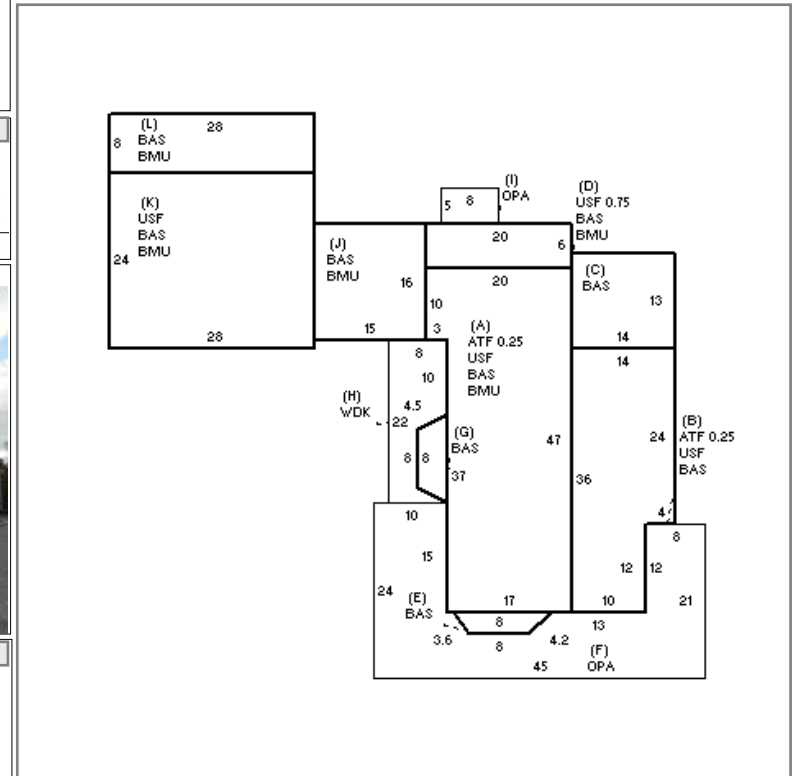 (L)
BAS
BMU
28
8
(K)
USF
BAS
BMU
24
28
(I)
OPA
5 8
(D)
USF 0.75
BAS
BMU
20
6
(J)
BAS
BMU
16
15
(C)
BAS
13
14
20
10
3
(A)
ATF 0.25
USF
BAS
BMU
47
14
36
24
(B)
ATF 0.25
USF
BAS
4
12
10
8
10
4.5
(H)
WDK
22
8 8
(G)
BAS
37
10
15
24
(E)
BAS
17
8
3.6
8
4.2
13
8
12
21
(F)
OPA
45